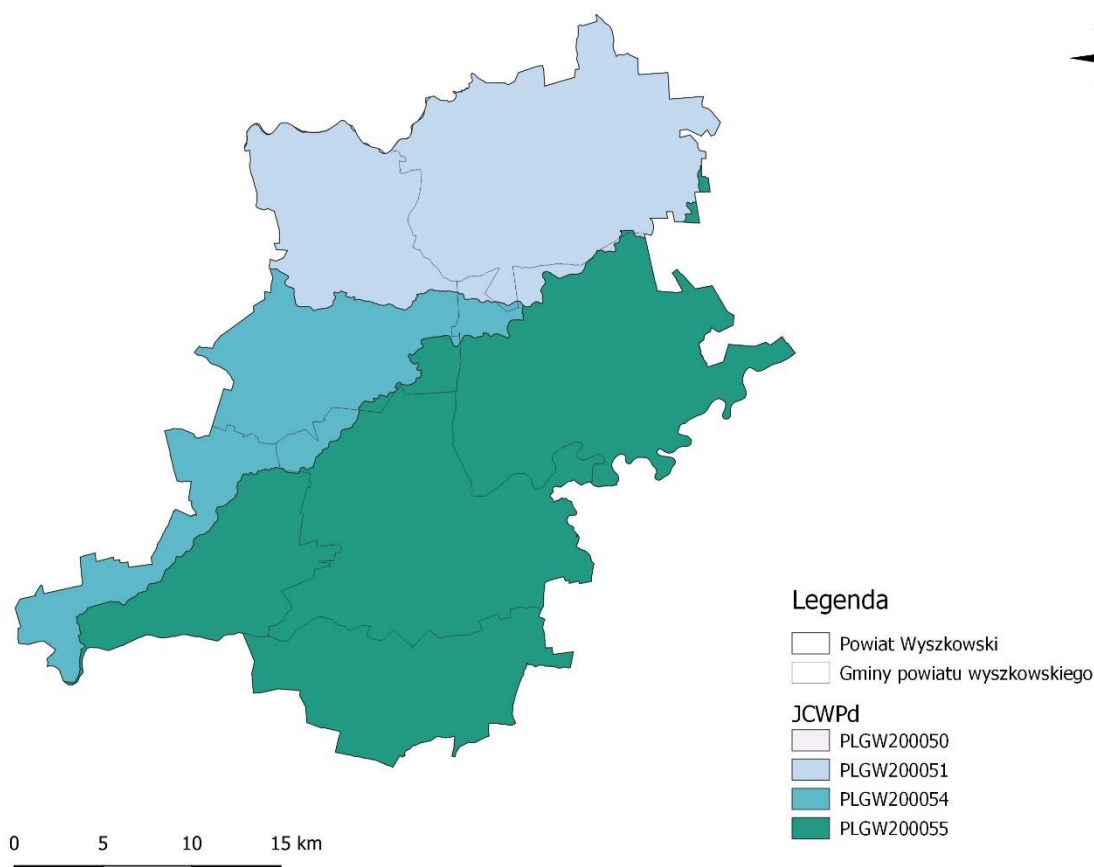 Legenda
Powiat Wyszkowski
Gminy powiatu wyszkowskiego
JCWPd
PLGW200050
PLGW200051
PLGW200054
PLGW200055
0 5 10 15 km